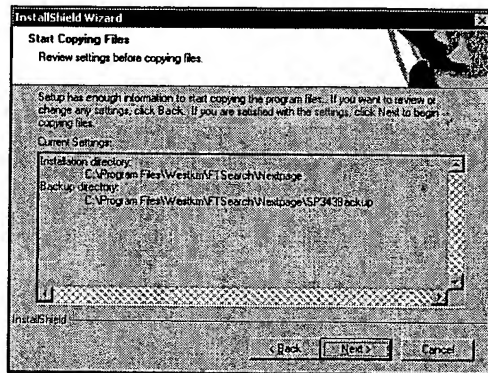 InstallShield Wizard
Start Copying Files
Review settings before copying files.
Setup has enough information to start copying the program files. If you want to review or
change any settings, click Back. If you are satisfied with the settings, click Next to begin
copying files.
Current Settings:
Installation directory:
C:\Program Files\Westkm\FTSearch\Nextpage
Backup directory:
C:\Program Files\Westkm\FTSearch\Nextpage\SP343Backup
InstallShield
< Back
Next >
Cancel